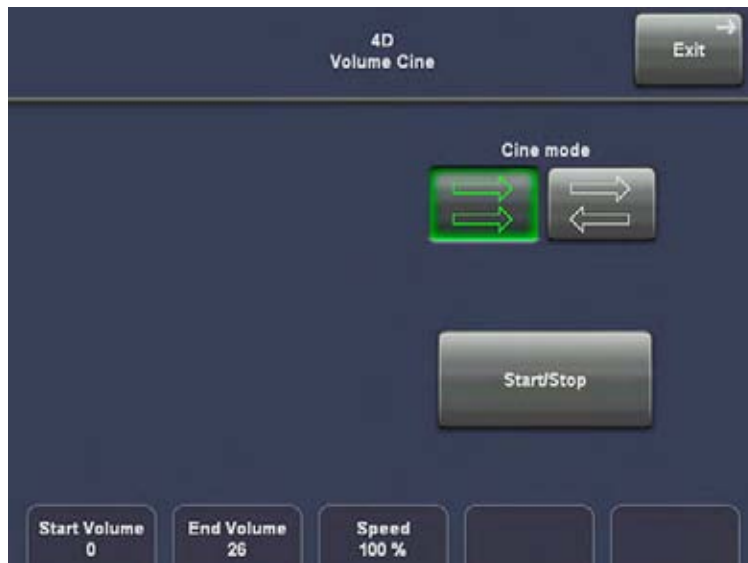 4D
Volume Cine
Exit
Cine mode
Start/Stop
Start Volume
0
End Volume
26
Speed
100 %